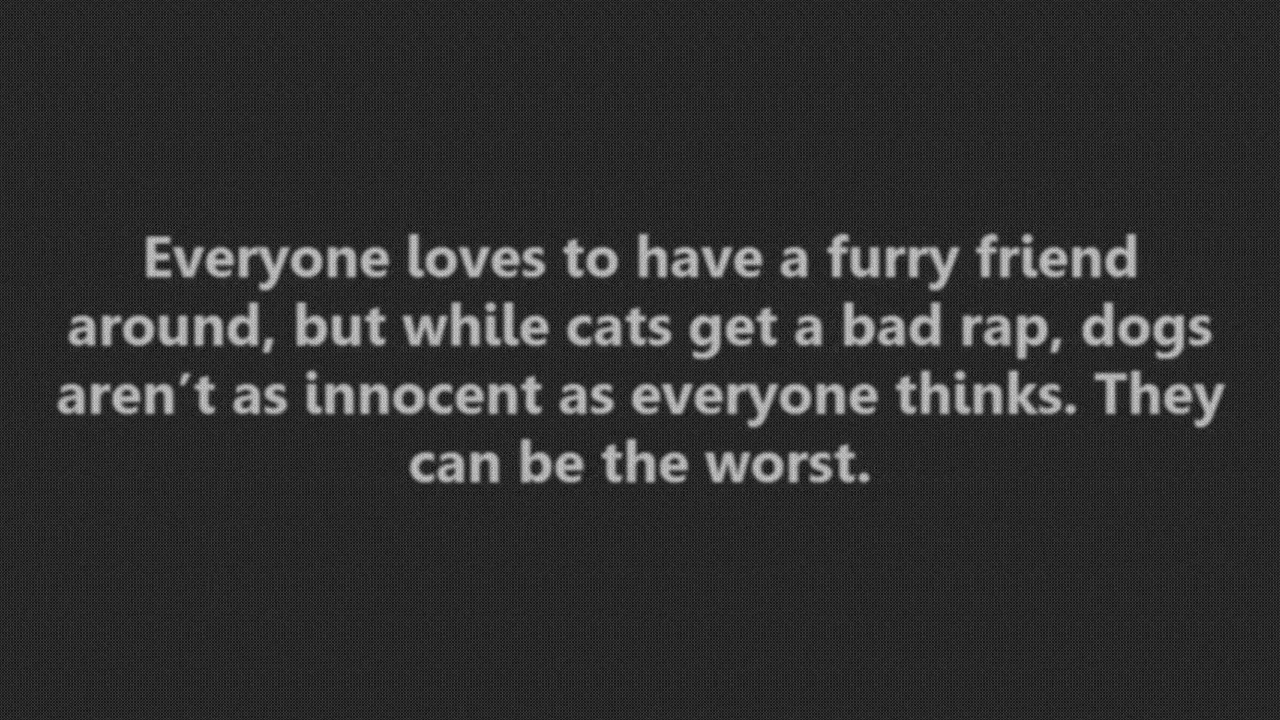 Everyone loves to have a furry friend
around, but while cats get a bad rap, dogs
aren’t as innocent as everyone thinks. They
can be the worst.